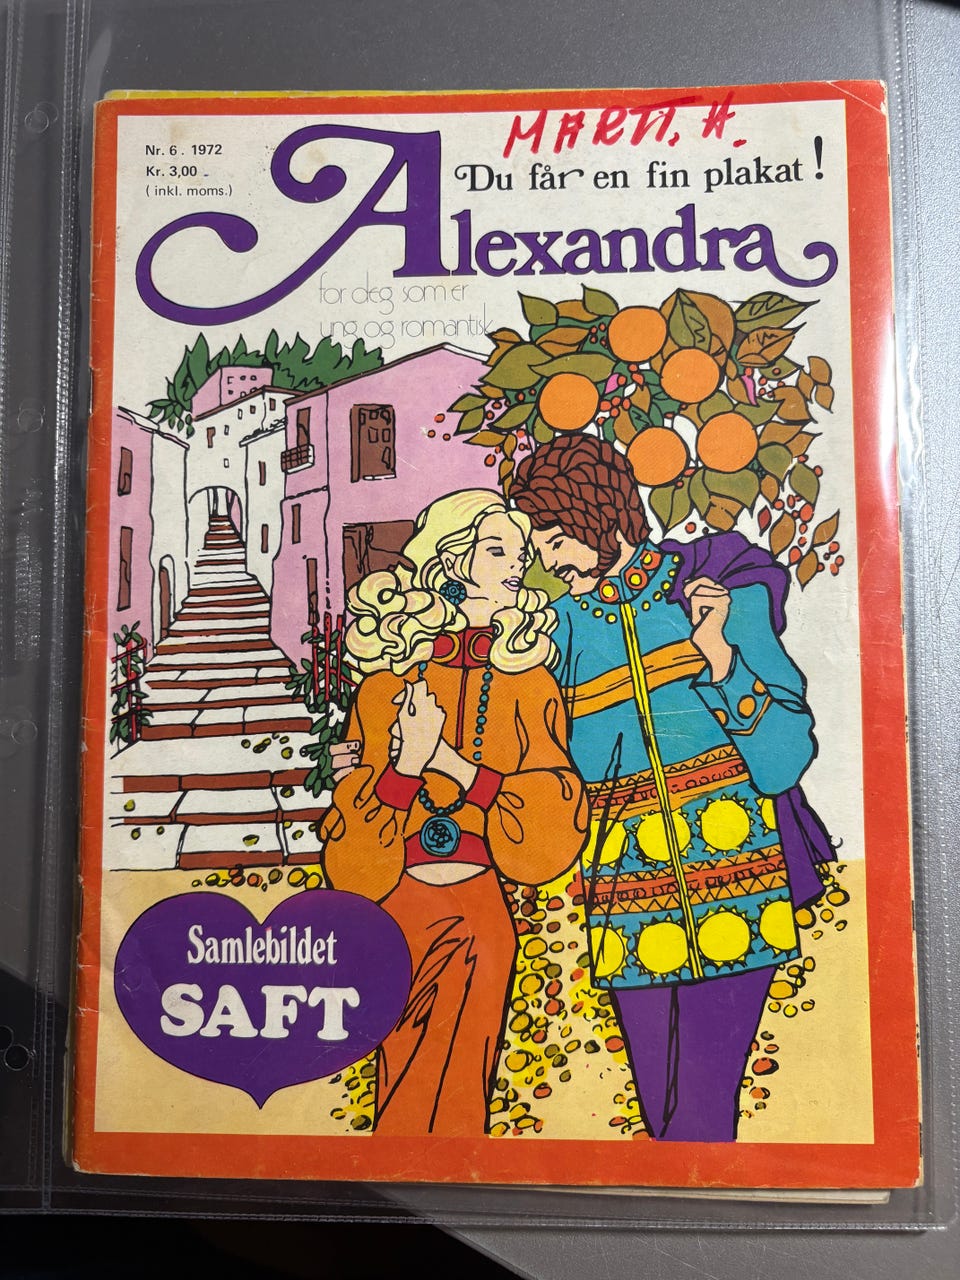 MARIT. H.
Nr. 6 . 1972
Kr. 3,00
( inkl. moms.)
Du får en fin plakat !
Alexandra
for deg som er
ung og romantisk
Samlebildet
SAFT